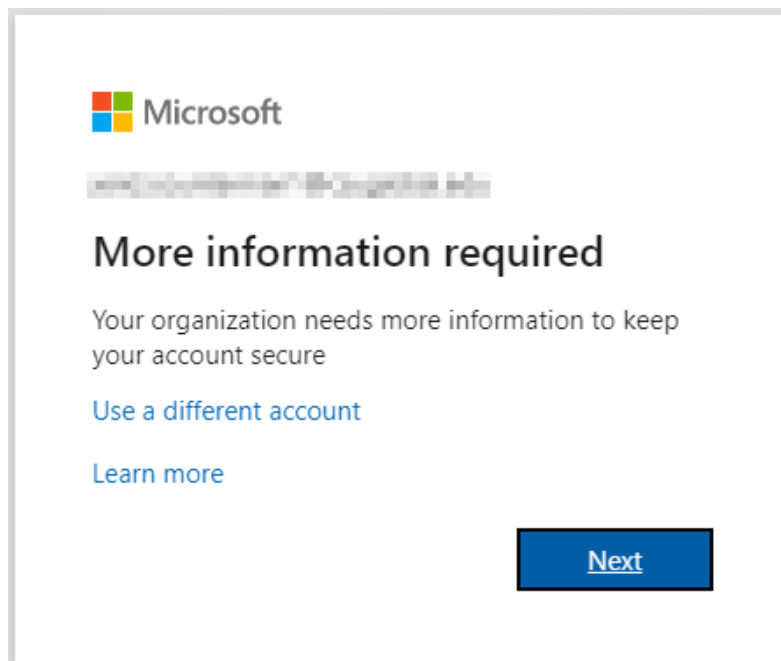 Microsoft
More information required
Your organization needs more information to keep
your account secure
Use a different account
Learn more
Next